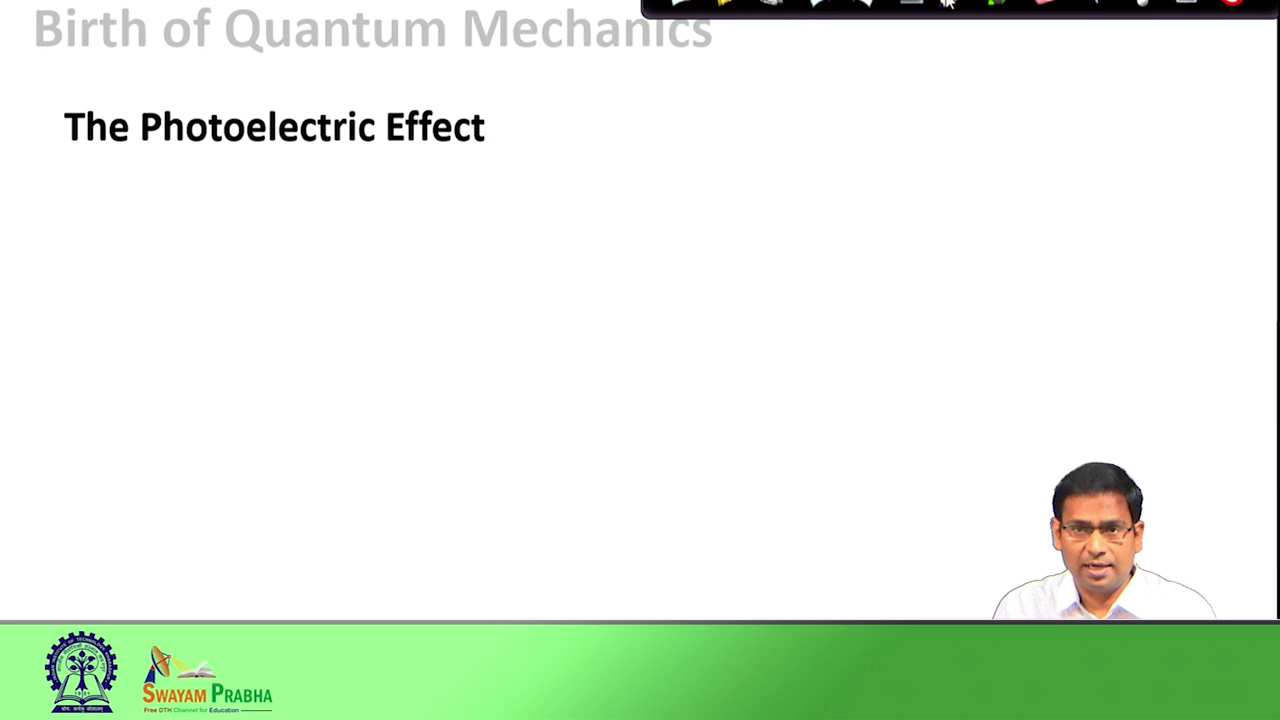 Birth of Quantum Mechanics
The Photoelectric Effect
SWAYAM PRABHA
Free DTH Channel for Education